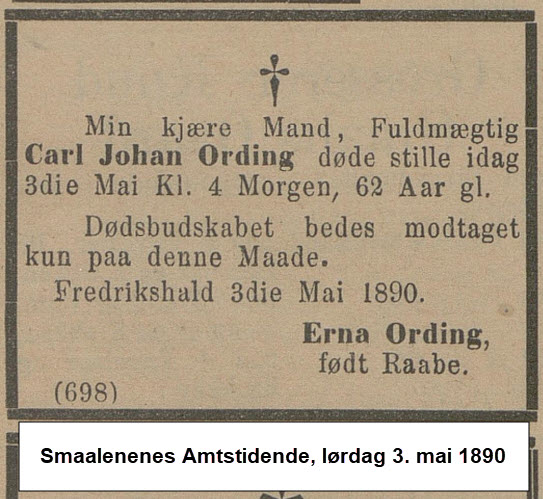 Min kjære Mand, Fuldmægtig
Carl Johan Ording døde stille idag
3die Mai Kl. 4 Morgen, 62 Aar gl.
Dødsbudskabet bedes modtaget
kun paa denne Maade.
Fredrikshald 3die Mai 1890.
Erna Ording,
født Raabe.
(698)
Smaalenenes Amtstidende, lørdag 3. mai 1890